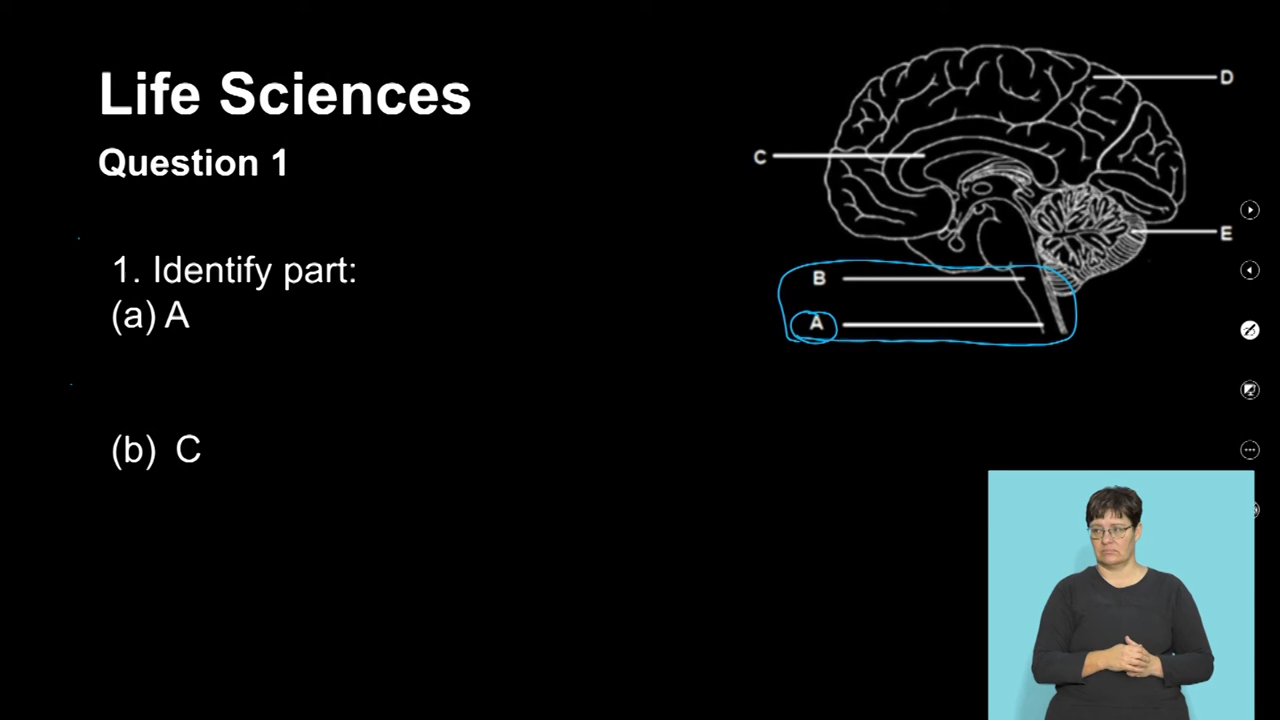 Life Sciences
Question 1
1. Identify part:
(a) A
(b) C
D
C
E
B
A